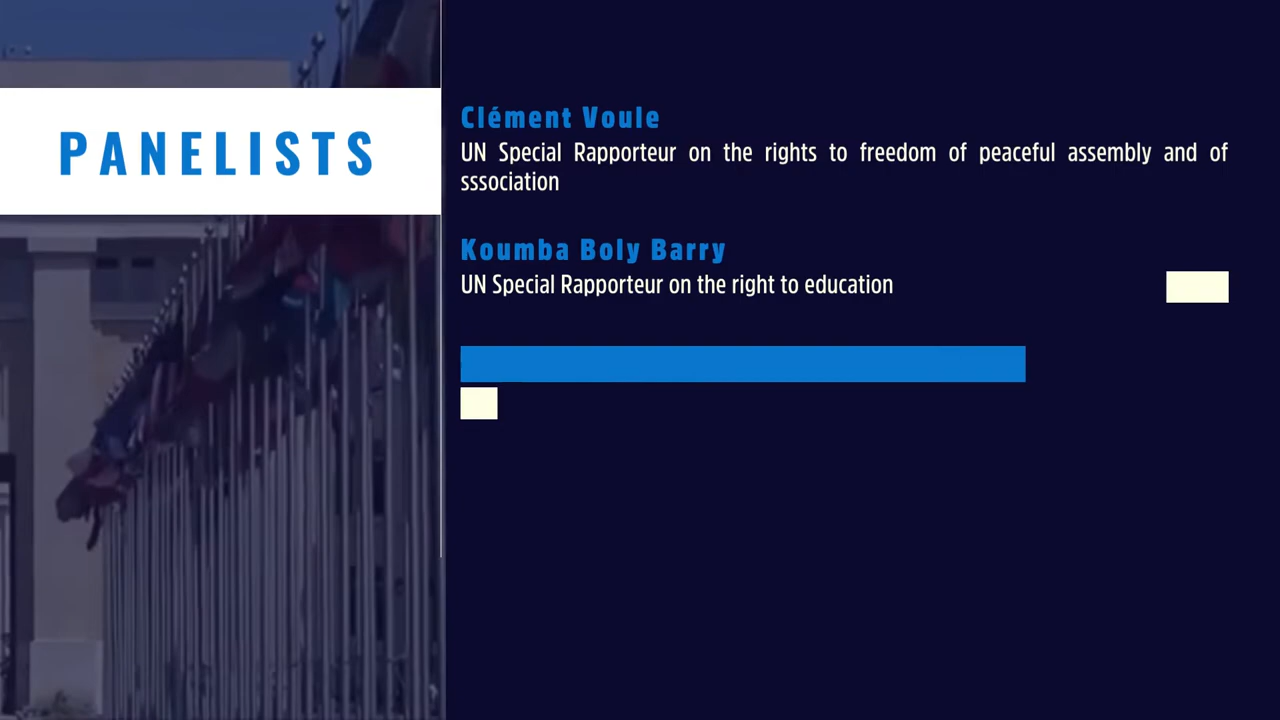 PANELISTS
Clément Voule
UN Special Rapporteur on the rights to freedom of peaceful assembly and of
sssociation
Koumba Boly Barry
UN Special Rapporteur on the right to education